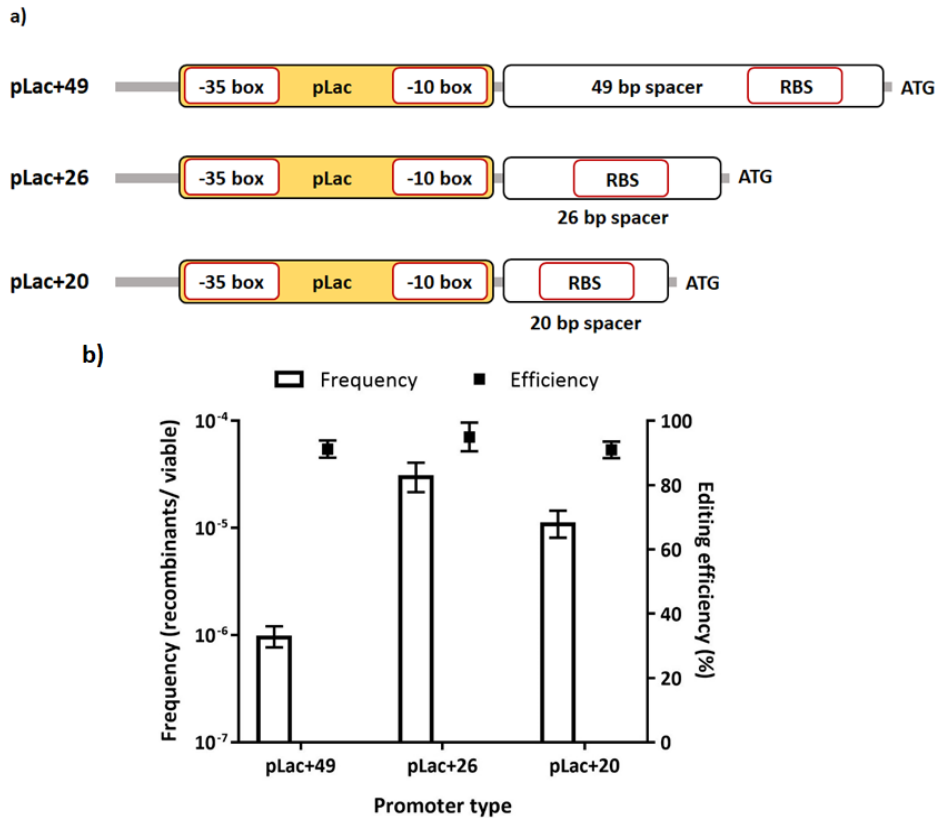 a)
pLac+49
-35 box pLac -10 box 49 bp spacer RBS ATG
pLac+26
-35 box pLac -10 box RBS ATG
26 bp spacer
pLac+20
-35 box pLac -10 box RBS ATG
20 bp spacer
b)
Frequency Efficiency
Frequency (recombinants/ viable)
10⁻⁴
10⁻⁵
10⁻⁶
10⁻⁷
100
80
60
40
20
0
Editing efficiency (%)
pLac+49 pLac+26 pLac+20
Promoter type